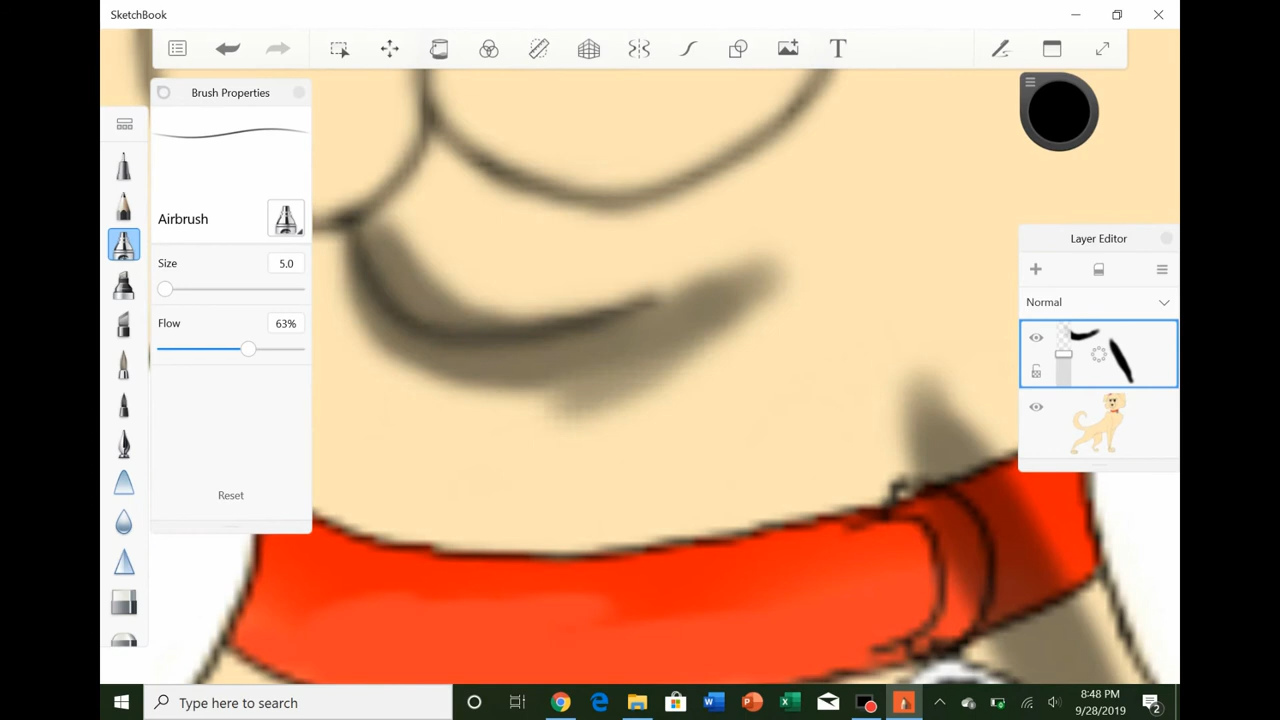 SketchBook
Brush Properties
Airbrush
Size
5.0
Flow
63%
Reset
T
Layer Editor
Normal
Type here to search
8:48 PM
9/28/2019
2